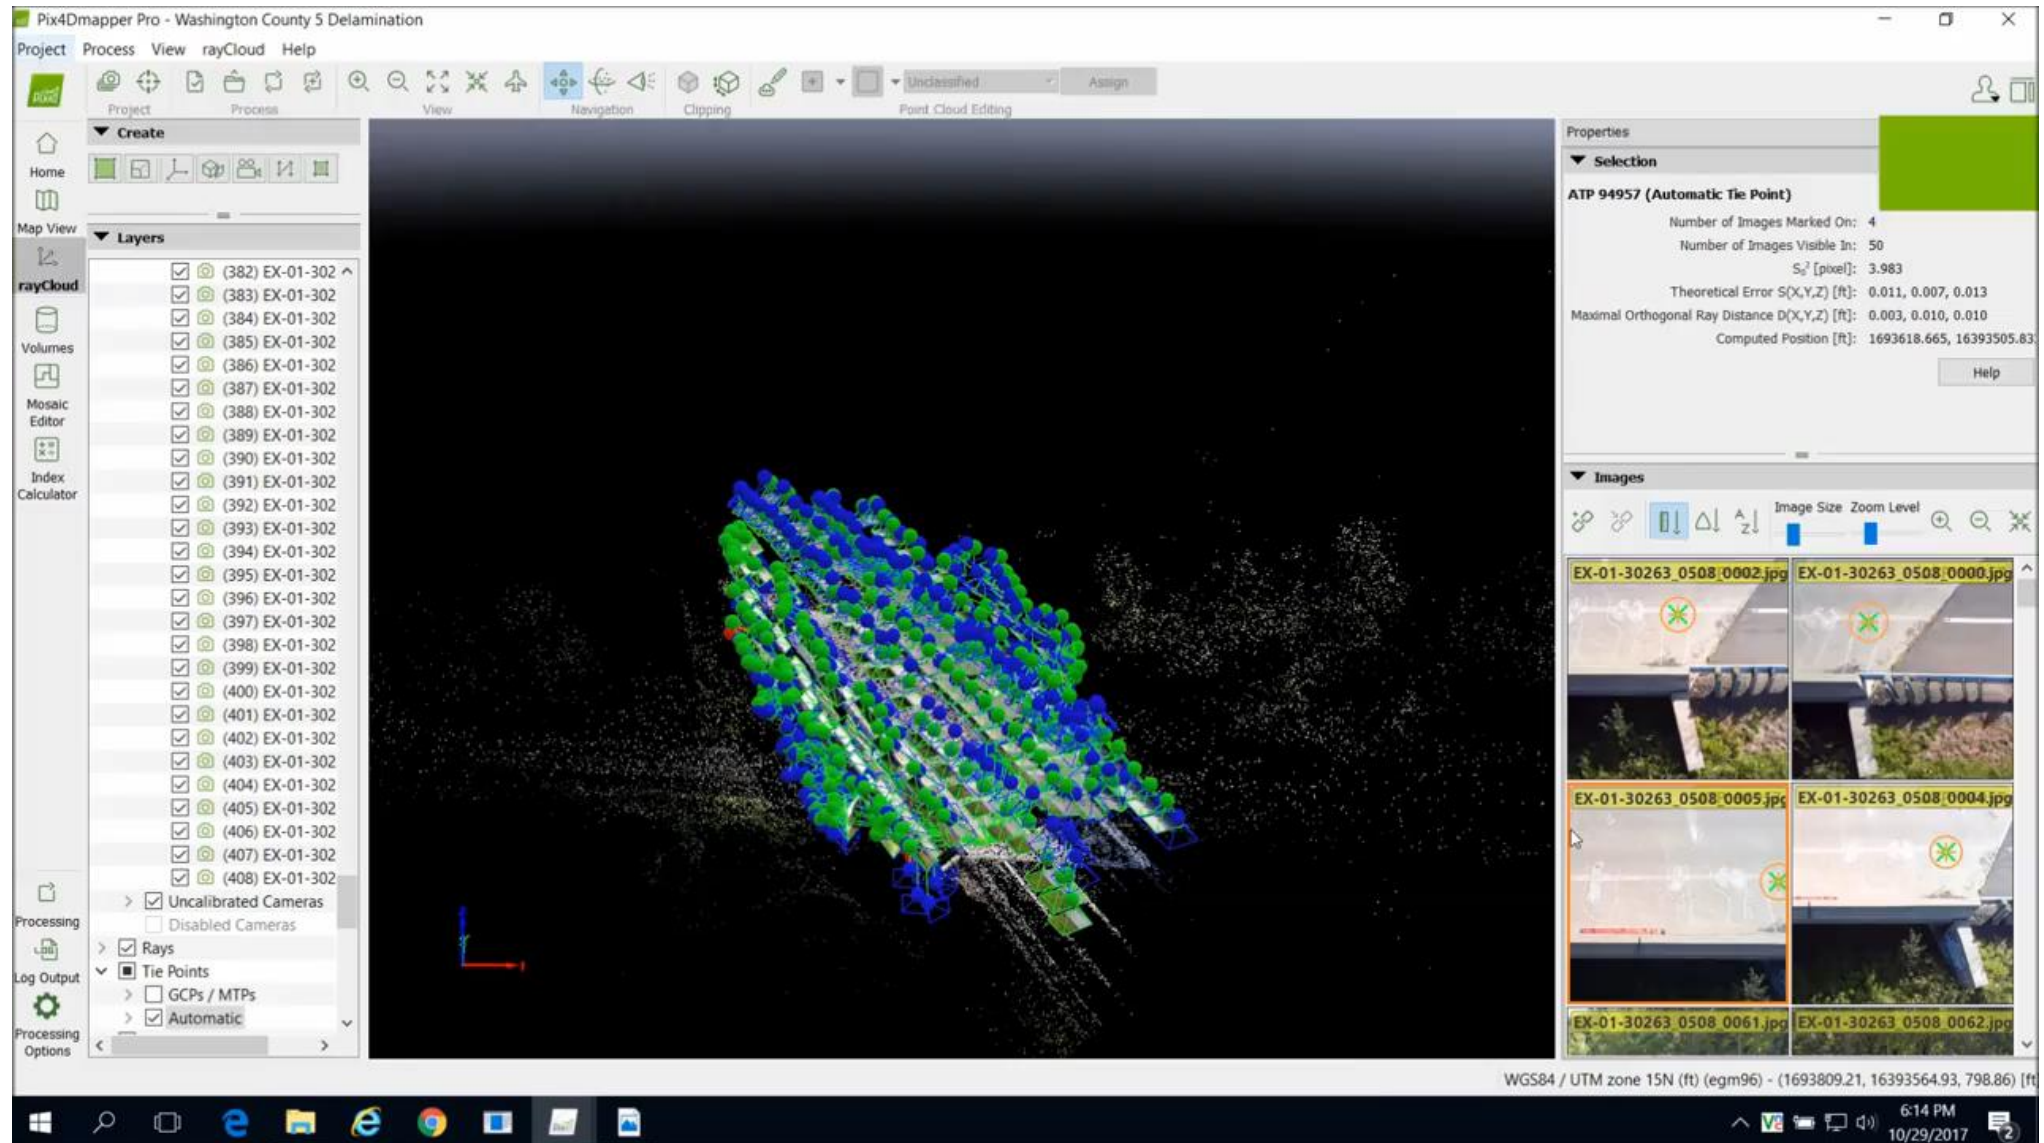 Pix4Dmapper Pro - Washington County 5 Delamination
Project Process View rayCloud Help
Unclassified
Assign
Project Process View Navigation Clipping Point Cloud Editing
Home
Map View
rayCloud
Volumes
Mosaic
Editor
Index
Calculator
Processing
Log Output
Processing
Options
Create
Layers
(382) EX-01-302
(383) EX-01-302
(384) EX-01-302
(385) EX-01-302
(386) EX-01-302
(387) EX-01-302
(388) EX-01-302
(389) EX-01-302
(390) EX-01-302
(391) EX-01-302
(392) EX-01-302
(393) EX-01-302
(394) EX-01-302
(395) EX-01-302
(396) EX-01-302
(397) EX-01-302
(398) EX-01-302
(399) EX-01-302
(400) EX-01-302
(401) EX-01-302
(402) EX-01-302
(403) EX-01-302
(404) EX-01-302
(405) EX-01-302
(406) EX-01-302
(407) EX-01-302
(408) EX-01-302
Uncalibrated Cameras
Disabled Cameras
Rays
Tie Points
GCPs / MTPs
Automatic
Properties
Selection
ATP 94957 (Automatic Tie Point)
Number of Images Marked On: 4
Number of Images Visible In: 50
S₀² [pixel]: 3.983
Theoretical Error S(X,Y,Z) [ft]: 0.011, 0.007, 0.013
Maximal Orthogonal Ray Distance D(X,Y,Z) [ft]: 0.003, 0.010, 0.010
Computed Position [ft]: 1693618.665, 16393505.83
Help
Images
Image Size Zoom Level
EX-01-30263_0508_0002.jpg EX-01-30263_0508_0000.jpg
EX-01-30263_0508_0005.jpg EX-01-30263_0508_0004.jpg
EX-01-30263_0508_0061.jpg EX-01-30263_0508_0062.jpg
WGS84 / UTM zone 15N (ft) (egm96) - (1693809.21, 16393564.93, 798.86) [ft
6:14 PM
10/29/2017
2